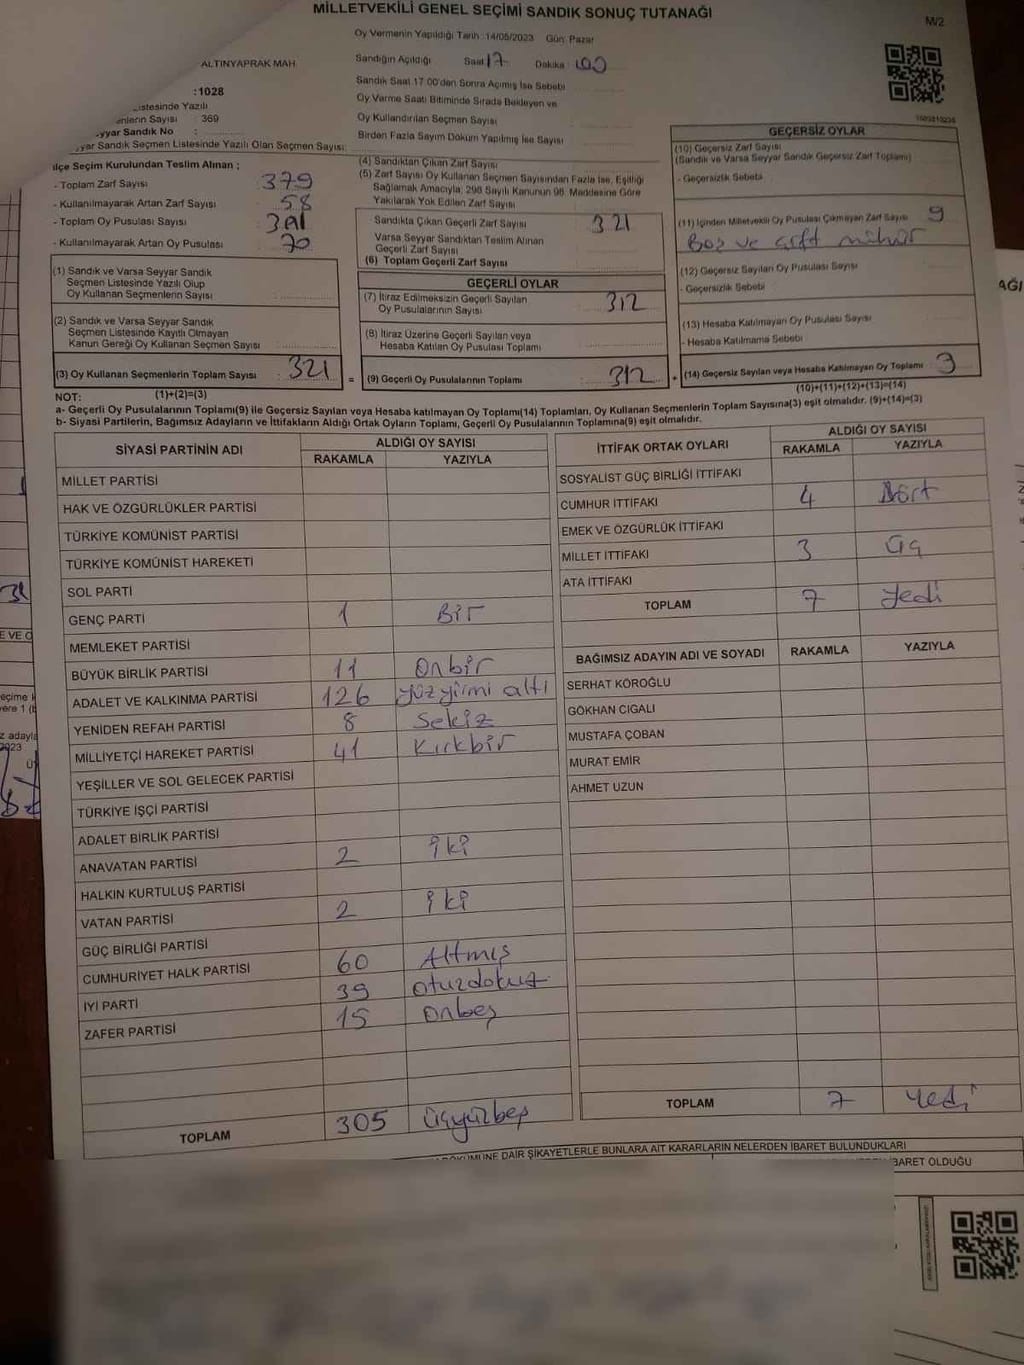 MİLLETVEKİLİ GENEL SEÇİMİ SANDIK SONUÇ TUTANAĞI
M/2
Oy Vermenin Yapıldığı Tarih :14/05/2023 Gün: Pazar
ALTINYAPRAK MAH.
Sandığın Açıldığı Saat 17 Dakika : 00
:1028
Sandık Saat 17:00'den Sonra Açımış İse Sebebi
Listesinde Yazılı
Oy Verme Saati Bitiminde Sırada Bekleyen ve
Sayısı : 369
Oy Kullandırılan Seçmen Sayısı
yyar Sandık No :
Birden Fazla Sayım Döküm Yapılmış İse Sayısı
yyar Sandık Seçmen Listesinde Yazılı Olan Seçmen Sayısı:
İlçe Seçim Kurulundan Teslim Alınan ;
- Toplam Zarf Sayısı 379
- Kullanılmayarak Artan Zarf Sayısı 58
- Toplam Oy Pusulası Sayısı : 391
- Kullanılmayarak Artan Oy Pusulası 70
(1) Sandık ve Varsa Seyyar Sandık
Seçmen Listesinde Yazılı Olup
Oy Kullanan Seçmenlerin Sayısı
(2) Sandık ve Varsa Seyyar Sandık
Seçmen Listesinde Kayıtlı Olmayan
Kanun Gereği Oy Kullanan Seçmen Sayısı
(3) Oy Kullanan Seçmenlerin Toplam Sayısı : 321 =
(4) Sandıktan Çıkan Zarf Sayısı
(5) Zarf Sayısı Oy Kullanan Seçmen Sayısından Fazla İse, Eşitliği
Sağlamak Amacıyla; 298 Sayılı Kanunun 98. Maddesine Göre
Yakılarak Yok Edilen Zarf Sayısı
Sandıkta Çıkan Geçerli Zarf Sayısı 321
Varsa Seyyar Sandıktan Teslim Alınan
Geçerli Zarf Sayısı
(6) Toplam Geçerli Zarf Sayısı
GEÇERLİ OYLAR
(7) İtiraz Edilmeksizin Geçerli Sayılan
Oy Pusulalarının Sayısı 312
(8) İtiraz Üzerine Geçerli Sayılan veya
Hesaba Katılan Oy Pusulası Toplamı
(9) Geçerli Oy Pusulalarının Toplamı : 312 +
GEÇERSİZ OYLAR
(10) Geçersiz Zarf Sayısı
(Sandık ve Varsa Seyyar Sandık Geçersiz Zarf Toplamı)
- Geçersizlik Sebebi
(11) İçinden Milletvekili Oy Pusulası Çıkmayan Zarf Sayısı 9
Boş ve çift mühür
(12) Geçersiz Sayılan Oy Pusulası Sayısı
- Geçersizlik Sebebi
(13) Hesaba Katılmayan Oy Pusulası Sayısı
- Hesaba Katılmama Sebebi
(14) Geçersiz Sayılan veya Hesaba Katılmayan Oy Toplamı : 9
NOT: (1)+(2)=(3)
(10)+(11)+(12)+(13)=(14)
a- Geçerli Oy Pusulalarının Toplamı(9) ile Geçersiz Sayılan veya Hesaba katılmayan Oy Toplamı(14) Toplamları, Oy Kullanan Seçmenlerin Toplam Sayısına(3) eşit olmalıdır. (9)+(14)=(3)
b- Siyasi Partilerin, Bağımsız Adayların ve İttifakların Aldığı Ortak Oyların Toplamı, Geçerli Oy Pusulalarının Toplamına(9) eşit olmalıdır.
SİYASİ PARTİNİN ADI ALDIĞI OY SAYISI
RAKAMLA YAZIYLA
MİLLET PARTİSİ
HAK VE ÖZGÜRLÜKLER PARTİSİ
TÜRKİYE KOMÜNİST PARTİSİ
TÜRKİYE KOMÜNİST HAREKETİ
SOL PARTİ
GENÇ PARTİ 1 Bir
MEMLEKET PARTİSİ
BÜYÜK BİRLİK PARTİSİ 11 Onbir
ADALET VE KALKINMA PARTİSİ 126 yüzyirmi altı
YENİDEN REFAH PARTİSİ 8 Sekiz
MİLLİYETÇİ HAREKET PARTİSİ 41 Kırkbir
YEŞİLLER VE SOL GELECEK PARTİSİ
TÜRKİYE İŞÇİ PARTİSİ
ADALET BİRLİK PARTİSİ
ANAVATAN PARTİSİ 2 iki
HALKIN KURTULUŞ PARTİSİ
VATAN PARTİSİ 2 iki
GÜÇ BİRLİĞİ PARTİSİ
CUMHURİYET HALK PARTİSİ 60 Altmış
İYİ PARTİ 39 otuzdokuz
ZAFER PARTİSİ 15 onbeş
TOPLAM 305 üçyüzbeş
İTTİFAK ORTAK OYLARI ALDIĞI OY SAYISI
RAKAMLA YAZIYLA
SOSYALİST GÜÇ BİRLİĞİ İTTİFAKI
CUMHUR İTTİFAKI 4 Dört
EMEK VE ÖZGÜRLÜK İTTİFAKI
MİLLET İTTİFAKI 3 üç
ATA İTTİFAKI
TOPLAM 7 yedi
BAĞIMSIZ ADAYIN ADI VE SOYADI RAKAMLA YAZIYLA
SERHAT KÖROĞLU
GÖKHAN CIGALI
MUSTAFA ÇOBAN
MURAT EMİR
AHMET UZUN
TOPLAM 7 yedi
DÖKÜMÜNE DAİR ŞİKAYETLERLE BUNLARA AİT KARARLARIN NELERDEN İBARET BULUNDUKLARI
İBARET OLDUĞU